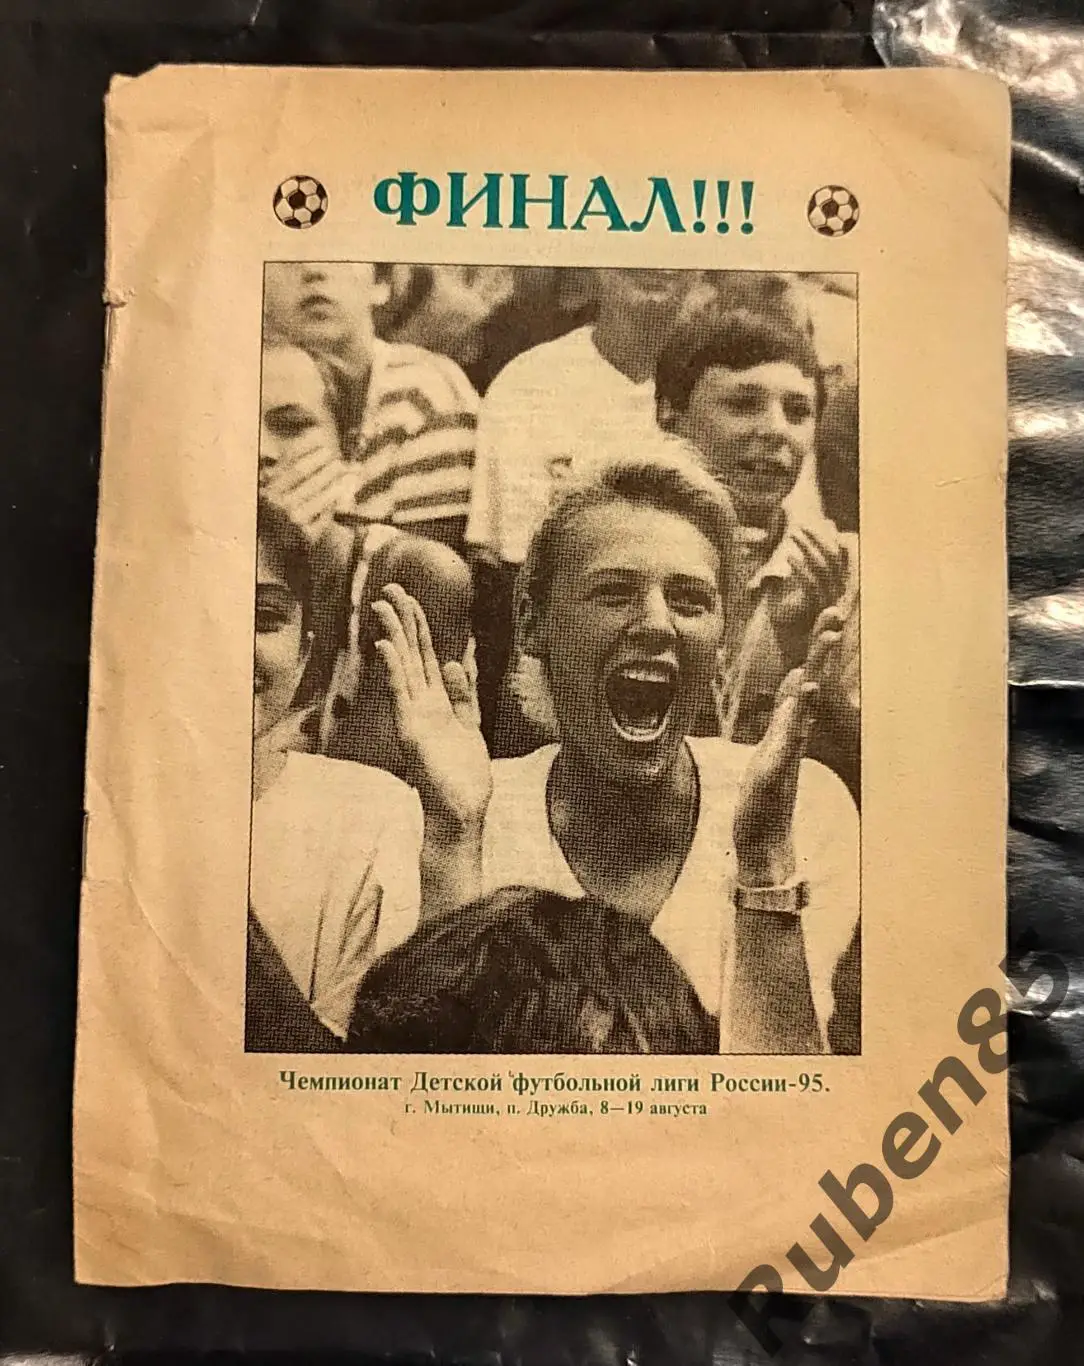 ФИНАЛ!!!
Чемпионат Детской футбольной лиги России-95.
г. Мытищи, п. Дружба, 8—19 августа
Ruben85